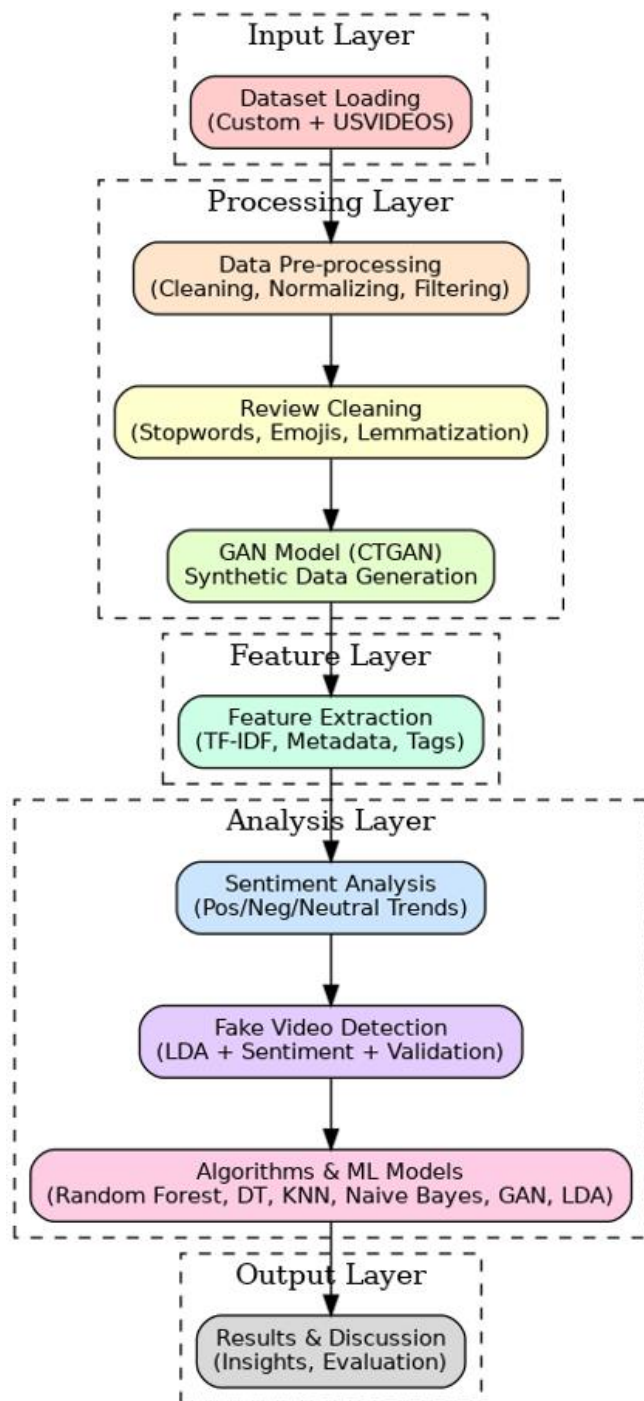 Input Layer
Dataset Loading
(Custom + USVIDEOS)
Processing Layer
Data Pre-processing
(Cleaning, Normalizing, Filtering)
Review Cleaning
(Stopwords, Emojis, Lemmatization)
GAN Model (CTGAN)
Synthetic Data Generation
Feature Layer
Feature Extraction
(TF-IDF, Metadata, Tags)
Analysis Layer
Sentiment Analysis
(Pos/Neg/Neutral Trends)
Fake Video Detection
(LDA + Sentiment + Validation)
Algorithms & ML Models
(Random Forest, DT, KNN, Naive Bayes, GAN, LDA)
Output Layer
Results & Discussion
(Insights, Evaluation)